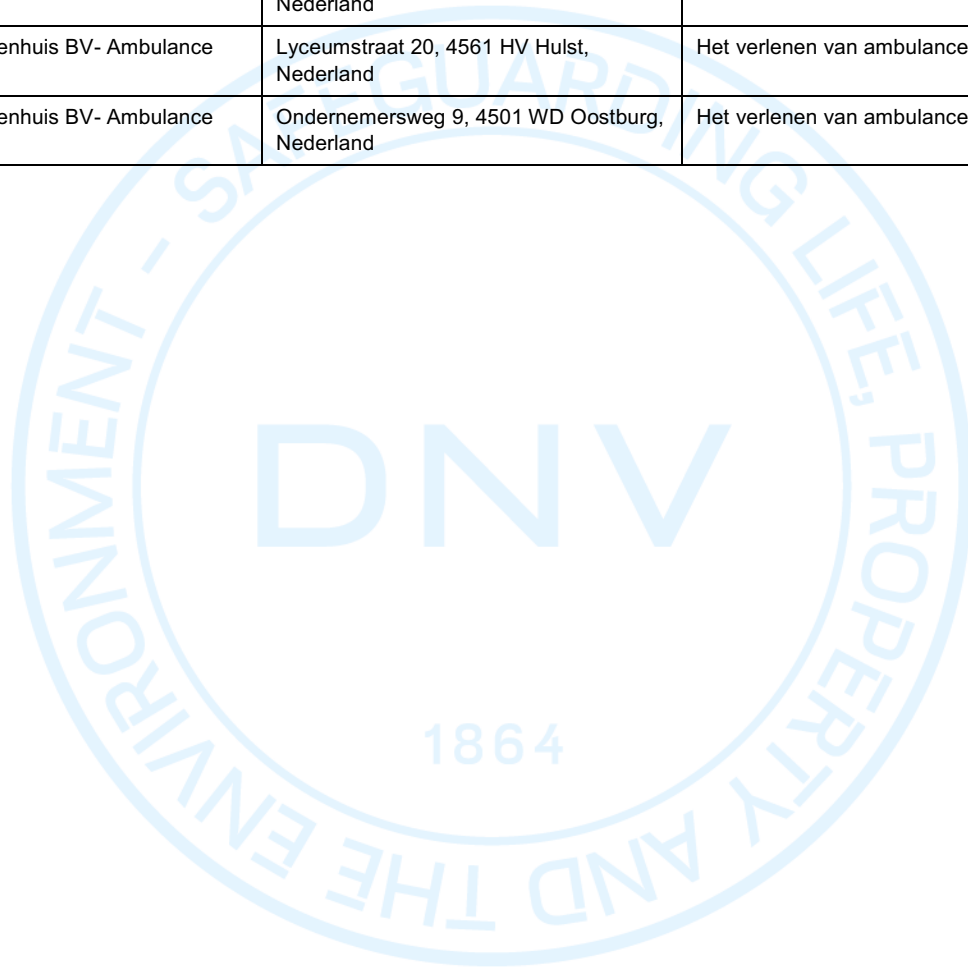 Nederland
enhuis BV- Ambulance
Lyceumstraat 20, 4561 HV Hulst,
Nederland
Het verlenen van ambulance
enhuis BV- Ambulance
Ondernemersweg 9, 4501 WD Oostburg,
Nederland
Het verlenen van ambulance
SAFEGUARDING LIFE, PROPERTY AND THE ENVIRONMENT -
DNV
1864